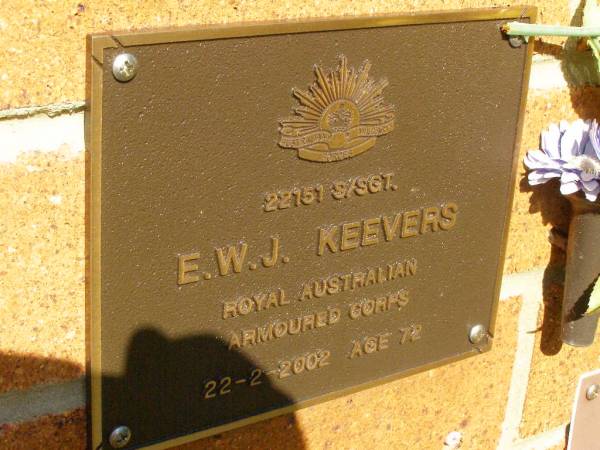 22151 S/SGT.
E.W.J. KEEVERS
ROYAL AUSTRALIAN
ARMOURED CORPS
22-2-2002 AGE 72